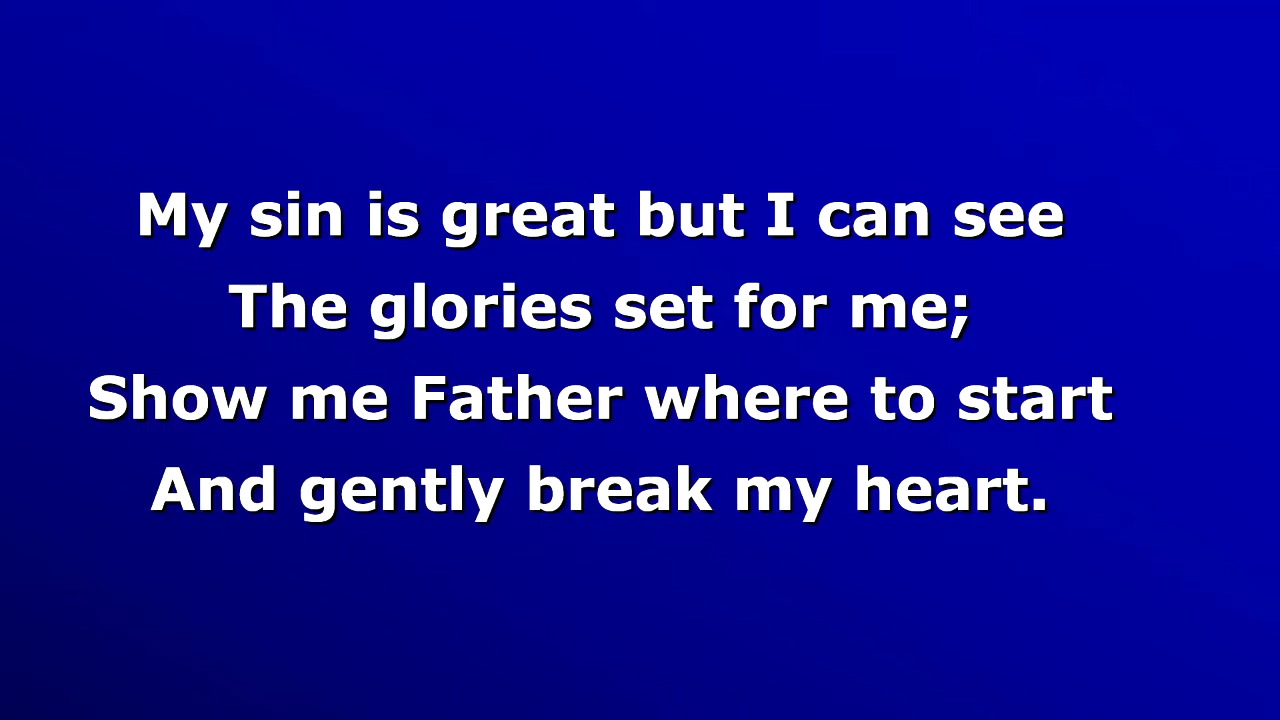 My sin is great but I can see
The glories set for me;
Show me Father where to start
And gently break my heart.